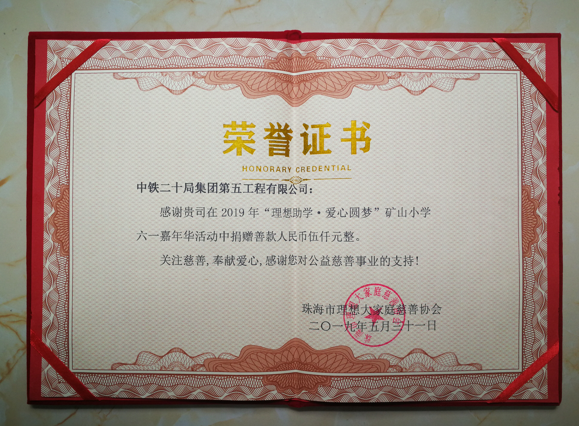 荣誉证书
HONORARY CREDENTIAL
中铁二十局集团第五工程有限公司：
感谢贵司在2019年“理想助学·爱心圆梦”矿山小学
六一嘉年华活动中捐赠善款人民币伍仟元整。
关注慈善，奉献爱心，感谢您对公益慈善事业的支持！
珠海市理想大家庭慈善协会
二〇一九年五月三十一日